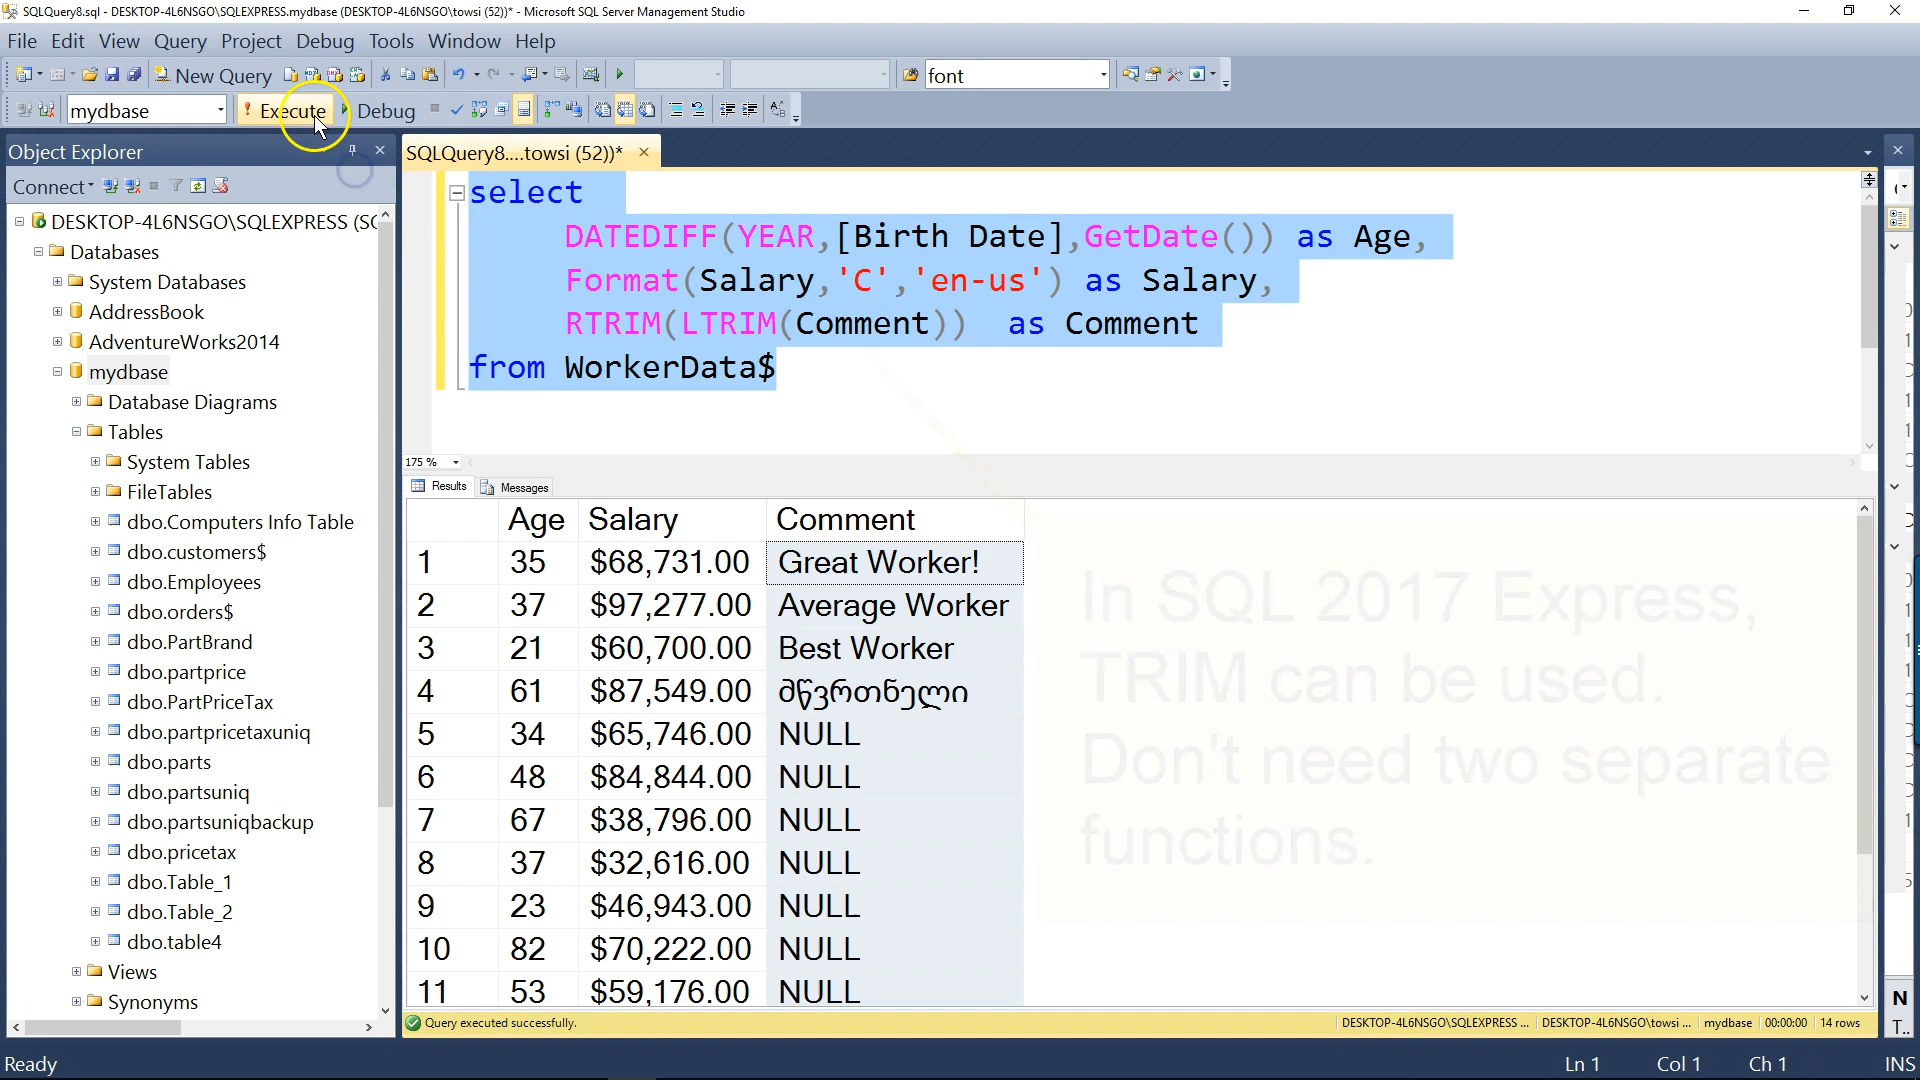 SQLQuery8.sql - DESKTOP-4L6NSGO\SQLEXPRESS.mydbase (DESKTOP-4L6NSGO\towsi (52))* - Microsoft SQL Server Management Studio
File Edit View Query Project Debug Tools Window Help
New Query font
mydbase Execute Debug
Object Explorer
SQLQuery8....towsi (52))*
Connect
DESKTOP-4L6NSGO\SQLEXPRESS (SQ
Databases
System Databases
AddressBook
AdventureWorks2014
mydbase
Database Diagrams
Tables
System Tables
FileTables
dbo.Computers Info Table
dbo.customers$
dbo.Employees
dbo.orders$
dbo.PartBrand
dbo.partprice
dbo.PartPriceTax
dbo.partpricetaxuniq
dbo.parts
dbo.partsuniq
dbo.partsuniqbackup
dbo.pricetax
dbo.Table_1
dbo.Table_2
dbo.table4
Views
Synonyms
select
DATEDIFF(YEAR,[Birth Date],GetDate()) as Age,
Format(Salary,'C','en-us') as Salary,
RTRIM(LTRIM(Comment)) as Comment
from WorkerData$
175 %
Results Messages
Age Salary Comment
1 35 $68,731.00 Great Worker!
2 37 $97,277.00 Average Worker
3 21 $60,700.00 Best Worker
4 61 $87,549.00 მწვრთნელი
5 34 $65,746.00 NULL
6 48 $84,844.00 NULL
7 67 $38,796.00 NULL
8 37 $32,616.00 NULL
9 23 $46,943.00 NULL
10 82 $70,222.00 NULL
11 53 $59,176.00 NULL
In SQL 2017 Express,
TRIM can be used.
Don't need two separate
functions.
Query executed successfully. DESKTOP-4L6NSGO\SQLEXPRESS ... DESKTOP-4L6NSGO\towsi ... mydbase 00:00:00 14 rows
N
T..
Ready Ln 1 Col 1 Ch 1 INS